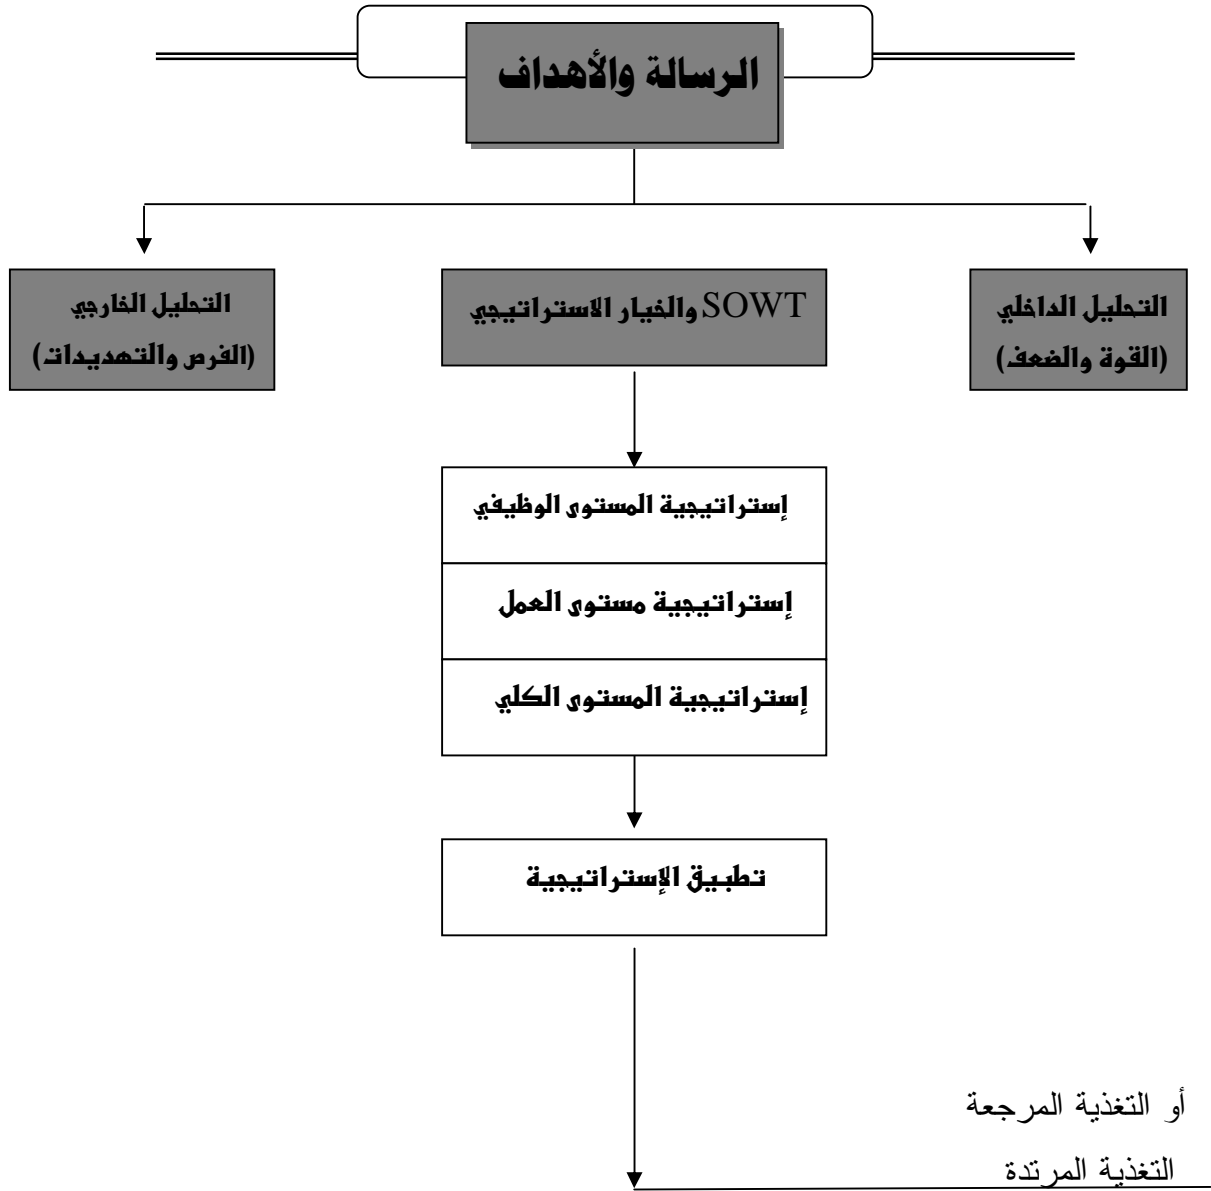 الرسالة والأهداف
التحليل الداخلي
(القوة والضعف)
SOWT والخيار الاستراتيجي
التحليل الخارجي
(الفرص والتهديدات)
إستراتيجية المستوى الوظيفي
إستراتيجية مستوى العمل
إستراتيجية المستوى الكلي
تطبيق الإستراتيجية
أو التغذية المرجعة
التغذية المرتدة